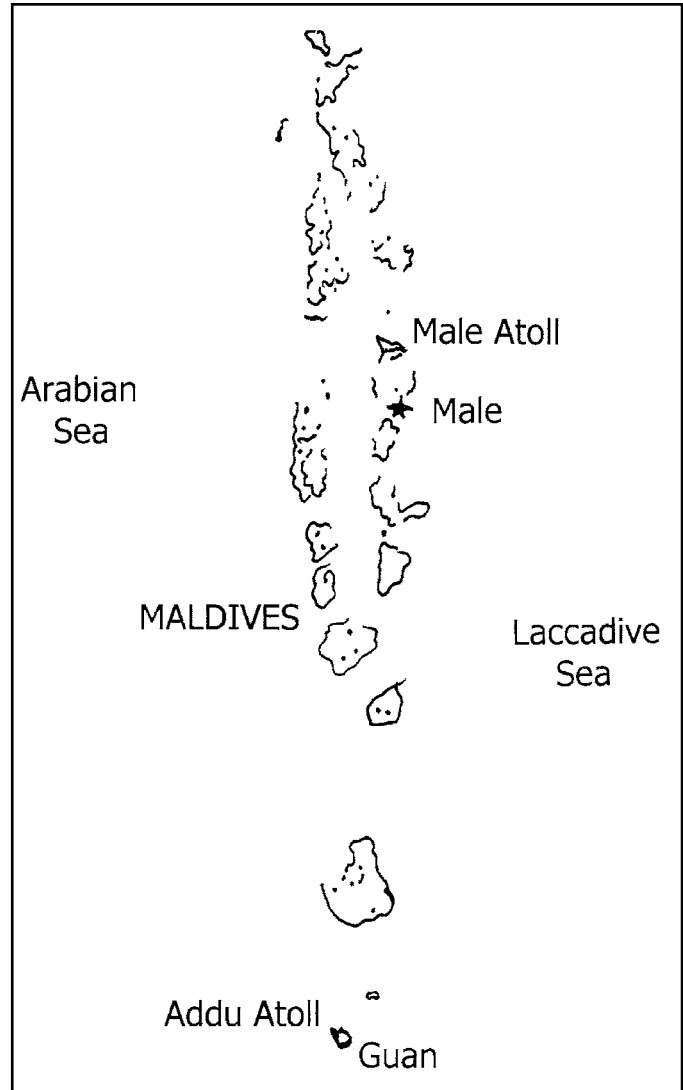 Male Atoll
Arabian
Sea
Male
MALDIVES
Laccadive
Sea
Addu Atoll
Guan